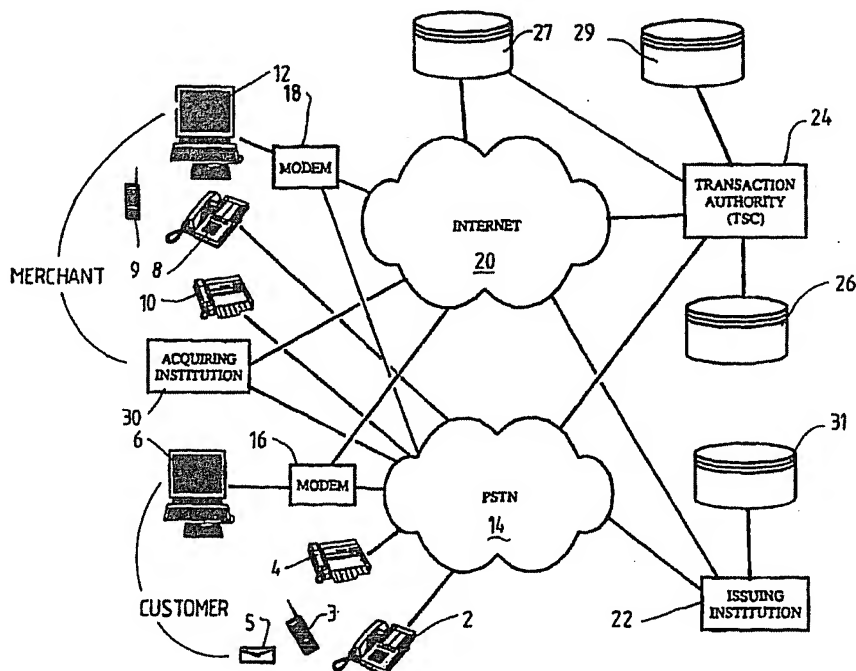 27
29
12
18
24
MODEM
TRANSACTION
AUTHORITY
(TSC)
INTERNET
20
MERCHANT
9
8
10
26
ACQUIRING
INSTITUTION
30
6
16
31
MODEM
PSTN
14
4
CUSTOMER
5
3
2
22
ISSUING
INSTITUTION